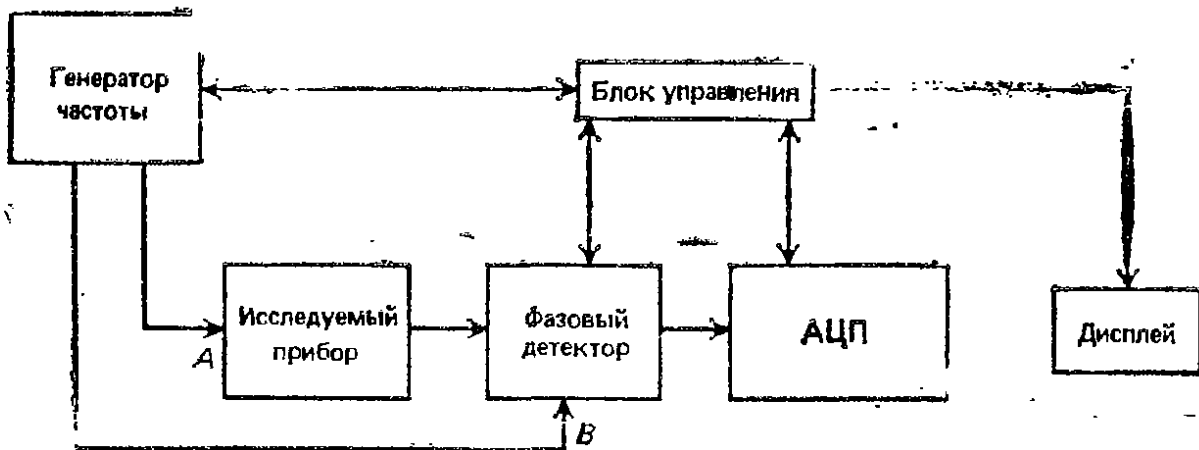 Генератор
частоты
Блок управления
Исследуемый
прибор
Фазовый
детектор
АЦП
Дисплей
A
B